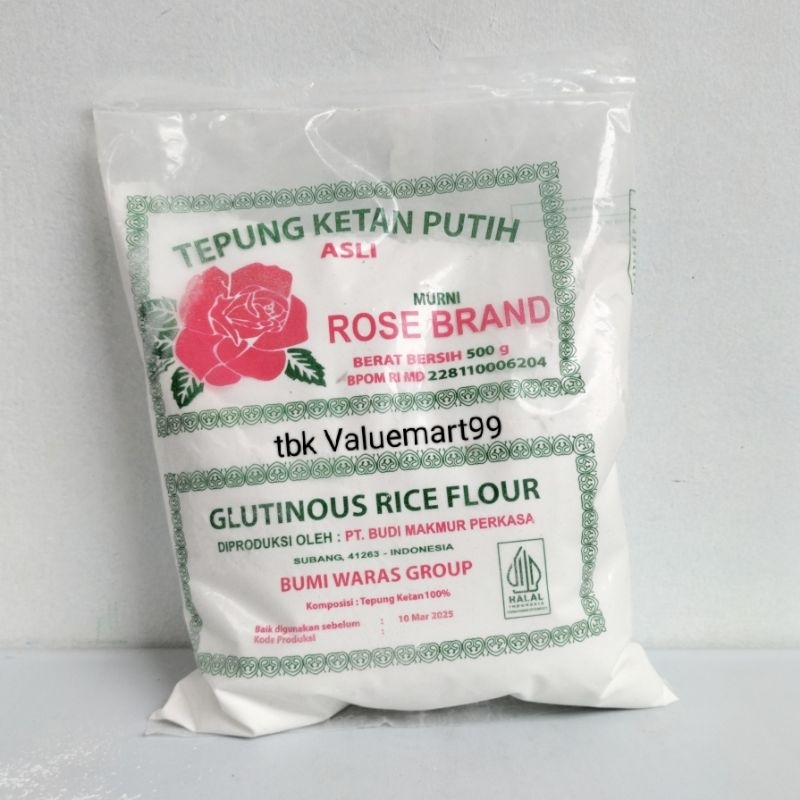 TEPUNG KETAN PUTIH
ASLI
MURNI
ROSE BRAND
BERAT BERSIH 500 g
BPOM RI MD 228110006204
tbk Valuemart99
GLUTINOUS RICE FLOUR
DIPRODUKSI OLEH : PT. BUDI MAKMUR PERKASA
SUBANG, 41263 - INDONESIA
BUMI WARAS GROUP
Komposisi : Tepung Ketan 100%
Baik digunakan sebelum : 10 Mar 2025
Kode Produksi :
HALAL
INDONESIA